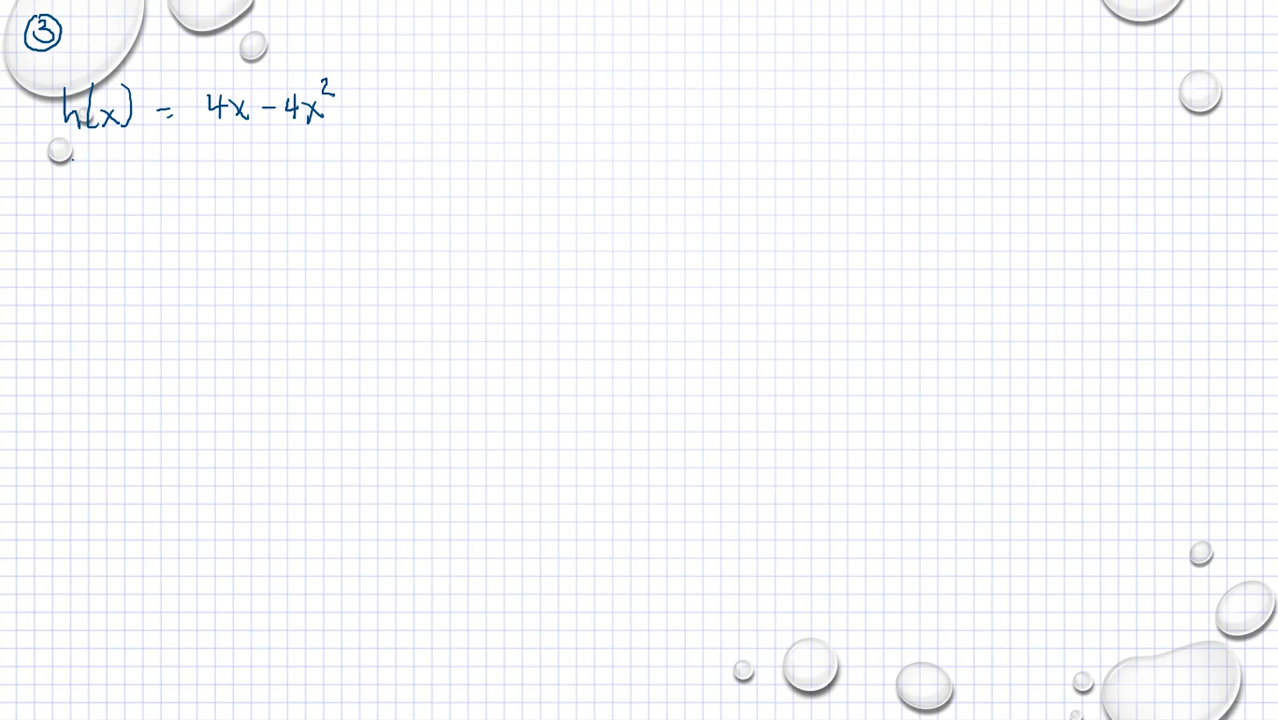 ③
h(x) = 4x - 4x²